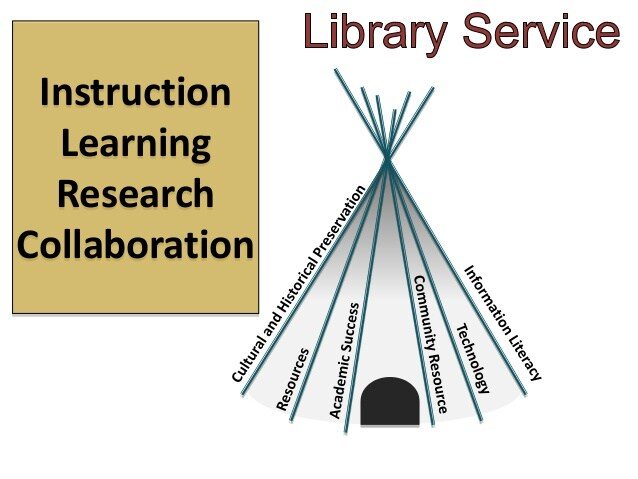 Library Service
Instruction
Learning
Research
Collaboration
Cultural and Historical Preservation
Resources
Academic Success
Community Resource
Technology
Information Literacy